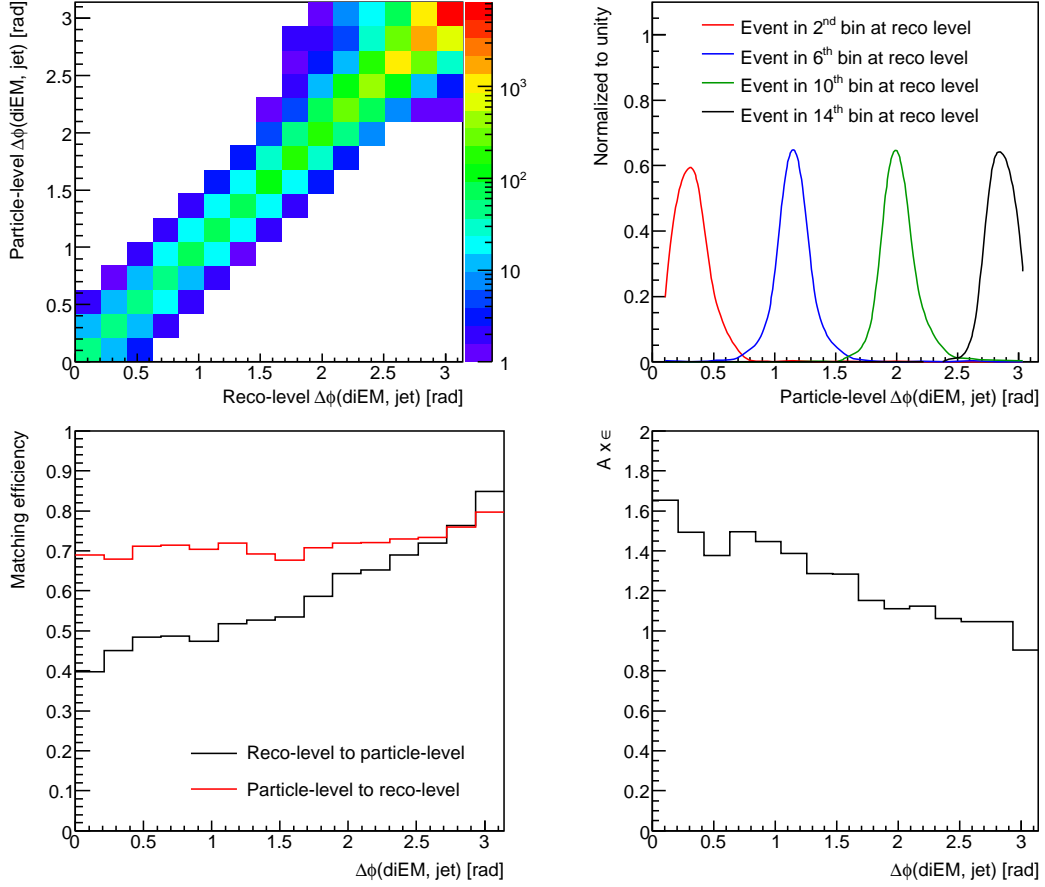 Particle-level Δϕ(diEM, jet) [rad]
3
2.5
2
1.5
1
0.5
0
0 0.5 1 1.5 2 2.5 3
Reco-level Δϕ(diEM, jet) [rad]
10³
10²
10
1
Normalized to unity
1
0.8
0.6
0.4
0.2
0
0 0.5 1 1.5 2 2.5 3
Particle-level Δϕ(diEM, jet) [rad]
Event in 2nd bin at reco level
Event in 6th bin at reco level
Event in 10th bin at reco level
Event in 14th bin at reco level
Matching efficiency
1
0.9
0.8
0.7
0.6
0.5
0.4
0.3
0.2
0.1
0
Reco-level to particle-level
Particle-level to reco-level
0 0.5 1 1.5 2 2.5 3
Δϕ(diEM, jet) [rad]
A x ∈
2
1.8
1.6
1.4
1.2
1
0.8
0.6
0.4
0.2
0
0 0.5 1 1.5 2 2.5 3
Δϕ(diEM, jet) [rad]